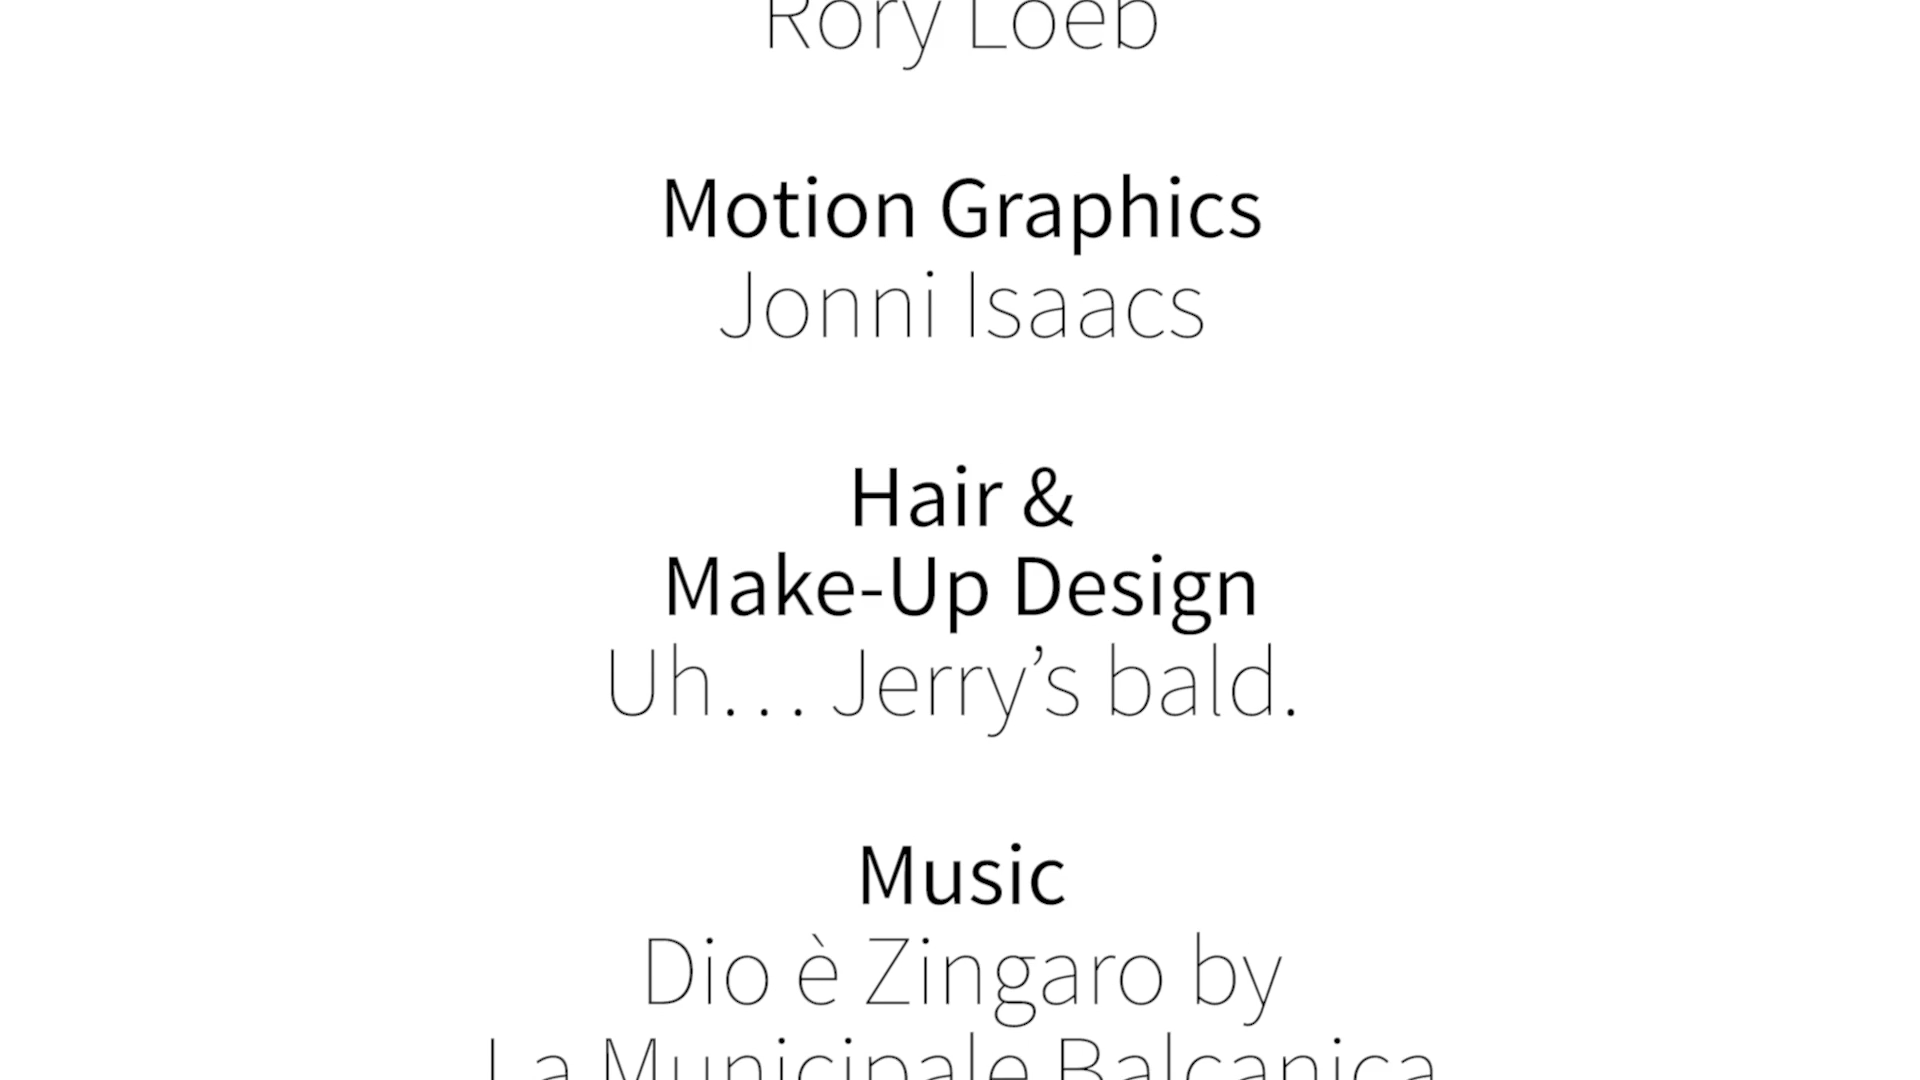 Rory Loeb
Motion Graphics
Jonni Isaacs
Hair &
Make-Up Design
Uh… Jerry’s bald.
Music
Dio è Zingaro by
La Municipale Balcanica